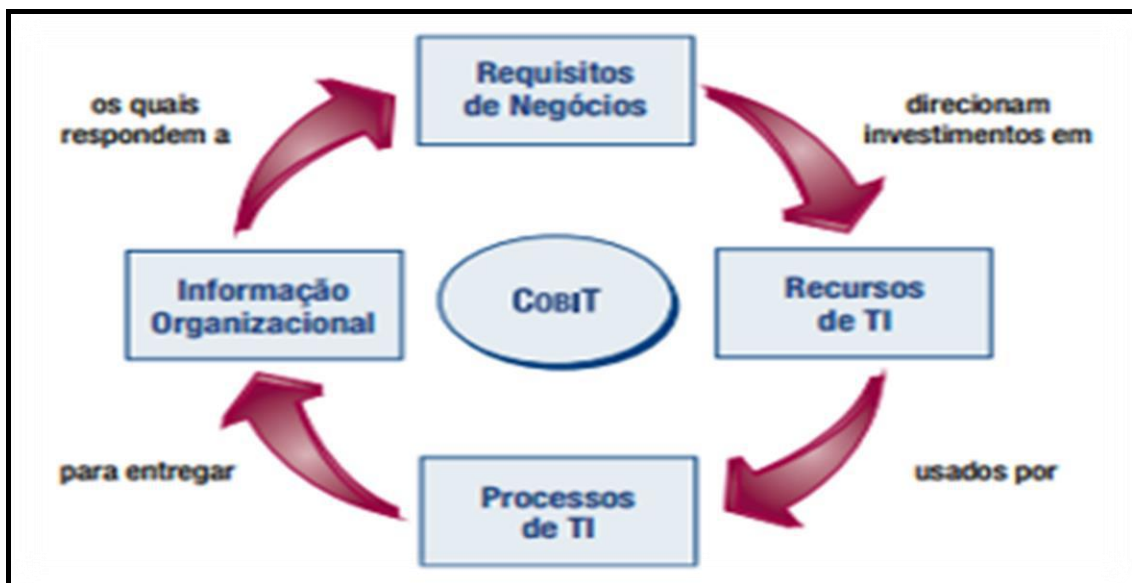 Requisitos
de Negócios
direcionam
investimentos em
Recursos
de TI
usados por
Processos
de TI
para entregar
Informação
Organizacional
os quais
respondem a
COBIT